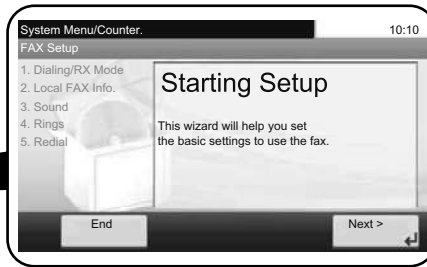 System Menu/Counter. 10:10
FAX Setup
1. Dialing/RX Mode
2. Local FAX Info.
3. Sound
4. Rings
5. Redial
Starting Setup
This wizard will help you set
the basic settings to use the fax.
End Next >